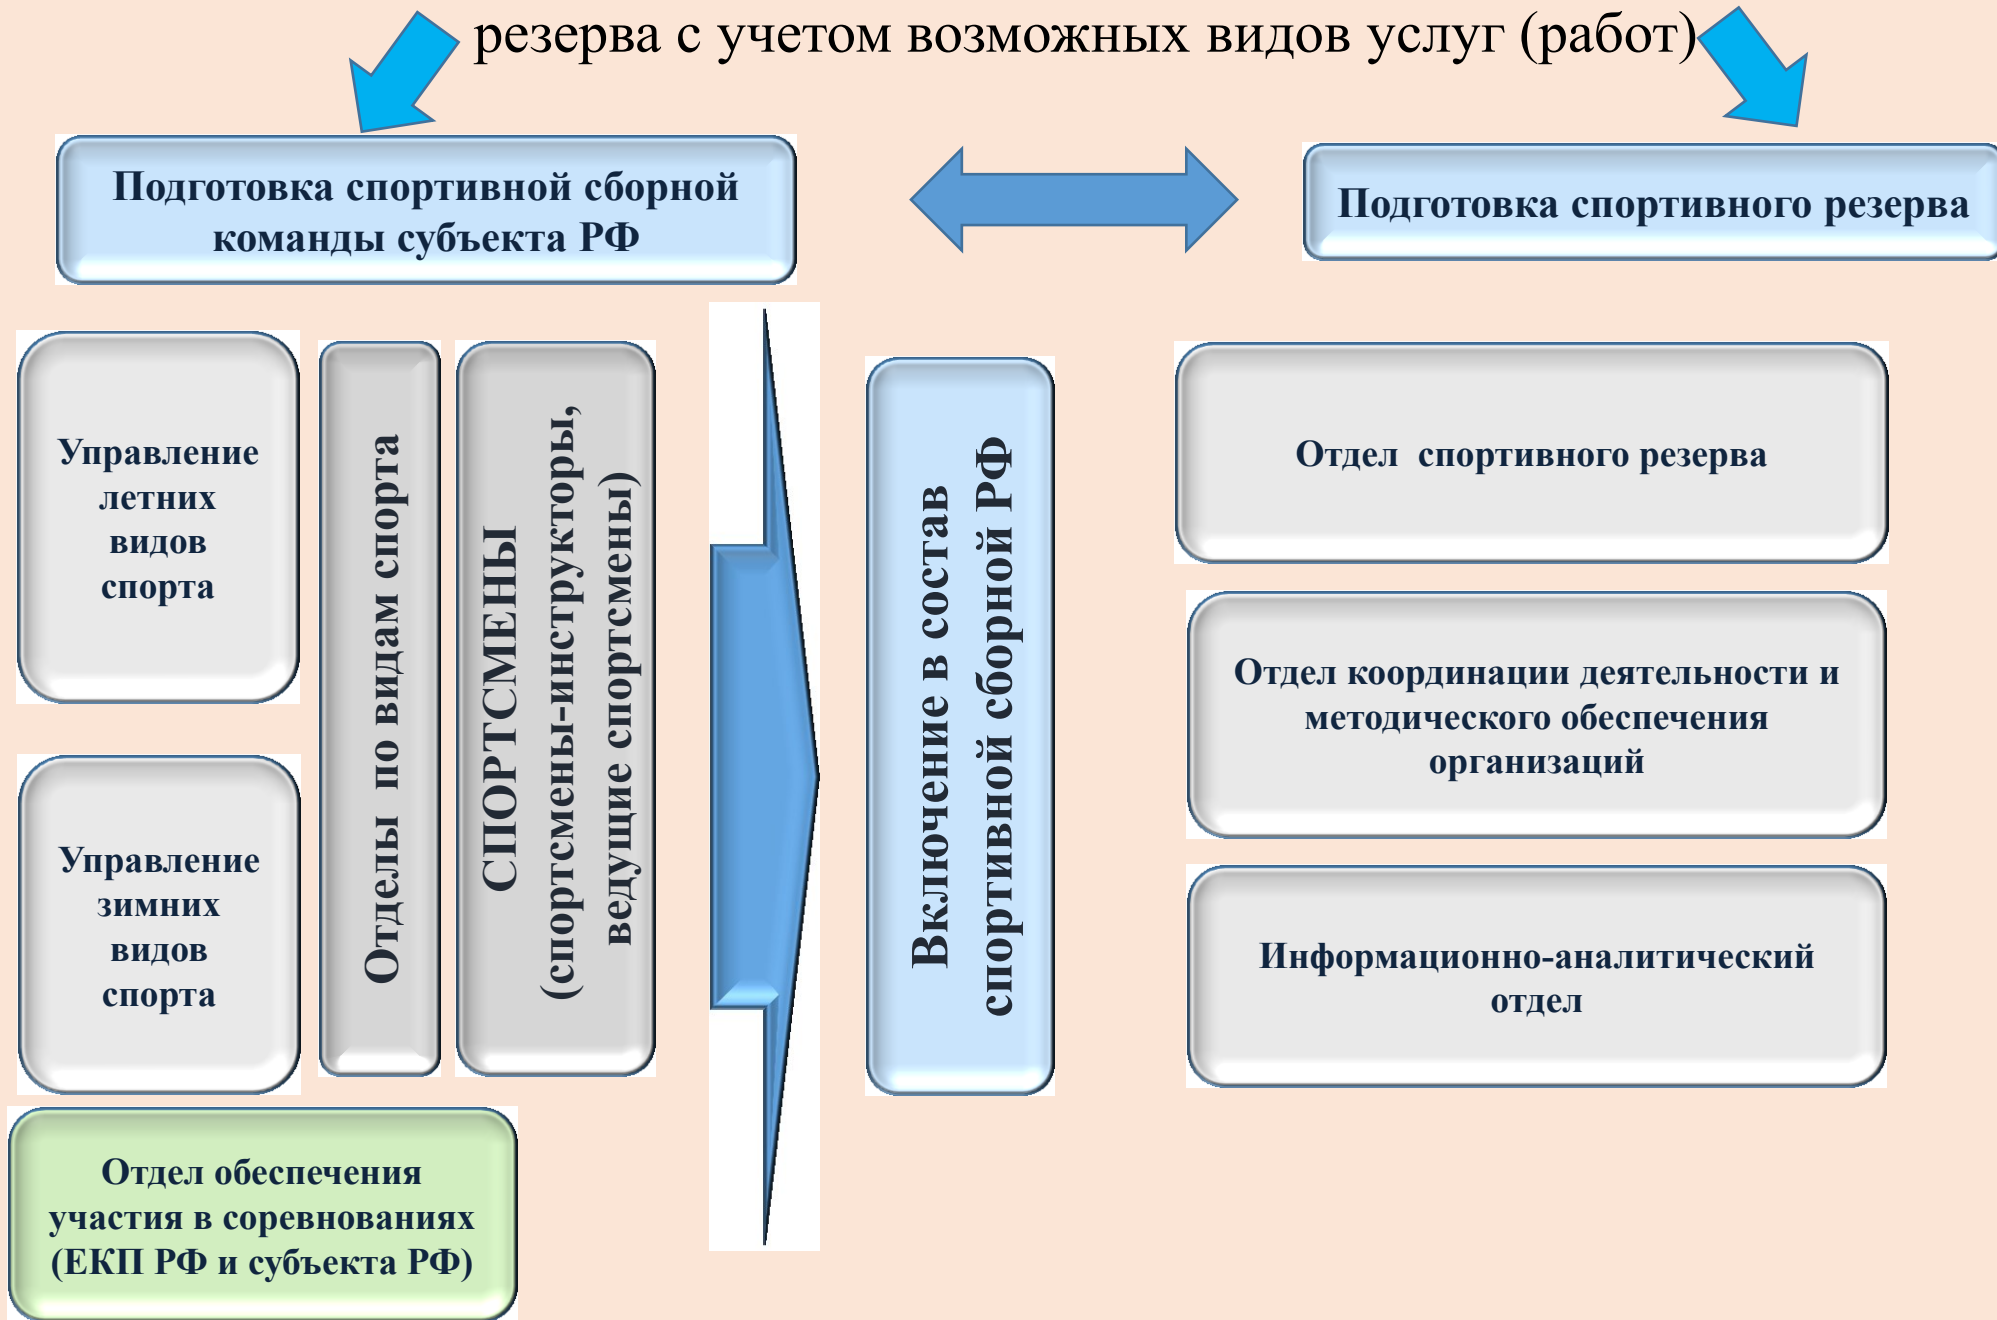 резерва с учетом возможных видов услуг (работ)
Подготовка спортивной сборной
команды субъекта РФ
Подготовка спортивного резерва
Управление
летних
видов
спорта
Управление
зимних
видов
спорта
Отделы по видам спорта
СПОРТСМЕНЫ
(спортсмены-инструкторы,
ведущие спортсмены)
Включение в состав
спортивной сборной РФ
Отдел спортивного резерва
Отдел координации деятельности и
методического обеспечения
организаций
Информационно-аналитический
отдел
Отдел обеспечения
участия в соревнованиях
(ЕКП РФ и субъекта РФ)